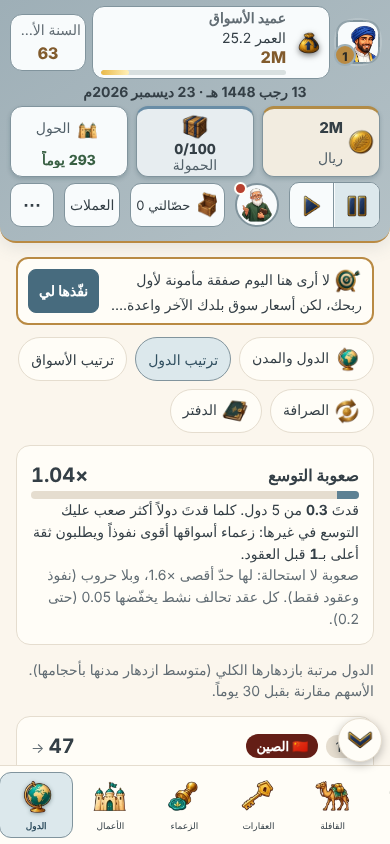 عميد الأسواق
العمر 25.2
2M
السنة الأ...
63
1
13 رجب 1448 هـ · 23 ديسمبر 2026م
2M
ريال
0/100
الحمولة
الحول
293 يوماً
حصّالتي 0
العملات
...
لا أرى هنا اليوم صفقة مأمونة لأول
ربحك، لكن أسعار سوق بلدك الآخر واعدة....
نفّذها لي
الدول والمدن
ترتيب الدول
ترتيب الأسواق
الصرافة
الدفتر
صعوبة التوسع
×1.04
قدتَ 0.3 من 5 دول. كلما قدتَ دولاً أكثر صعب عليك
التوسع في غيرها: زعماء أسواقها أقوى نفوذاً ويطلبون ثقة
أعلى بـ1 قبل العقود.
صعوبة لا استحالة: لها حدّ أقصى ×1.6، وبلا حروب (نفوذ
وعقود فقط). كل عقد تحالف نشط يخفّضها 0.05 (حتى
0.2).
الدول مرتبة بازدهارها الكلي (متوسط ازدهار مدنها بأحجامها).
الأسهم مقارنة بقبل 30 يوماً.
الصين
47 →
القافلة
العقارات
الزعماء
الأعمال
الدول